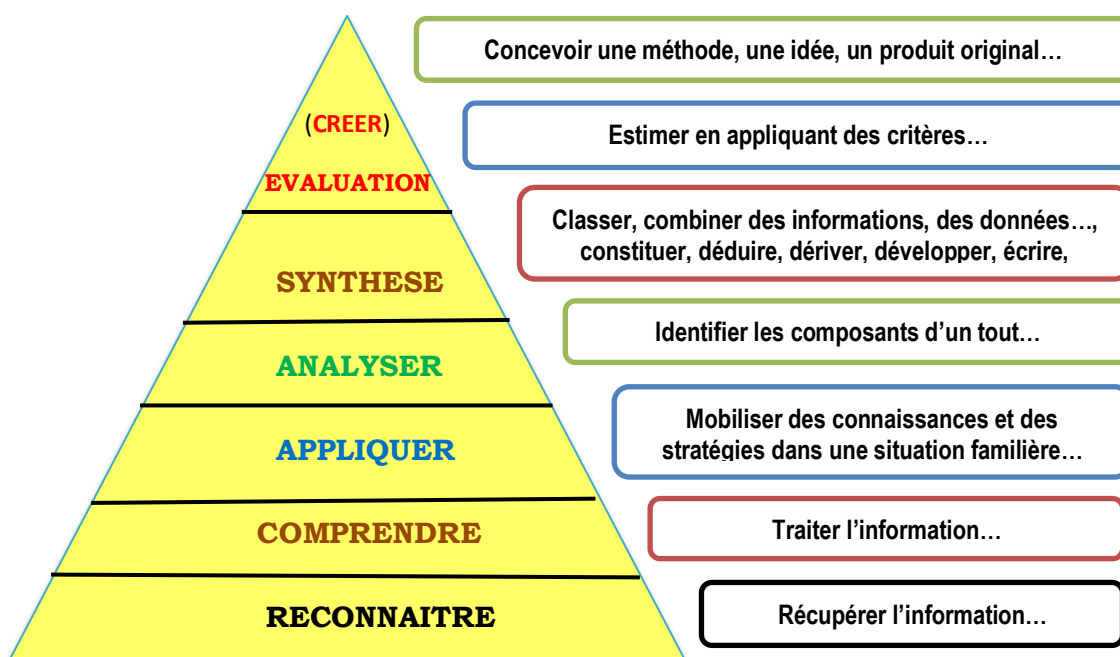 Concevoir une méthode, une idée, un produit original…
(CREER)
Estimer en appliquant des critères…
EVALUATION
Classer, combiner des informations, des données…,
constituer, déduire, dériver, développer, écrire,
SYNTHESE
Identifier les composants d’un tout…
ANALYSER
Mobiliser des connaissances et des
stratégies dans une situation familière…
APPLIQUER
Traiter l’information…
COMPRENDRE
Récupérer l’information…
RECONNAITRE